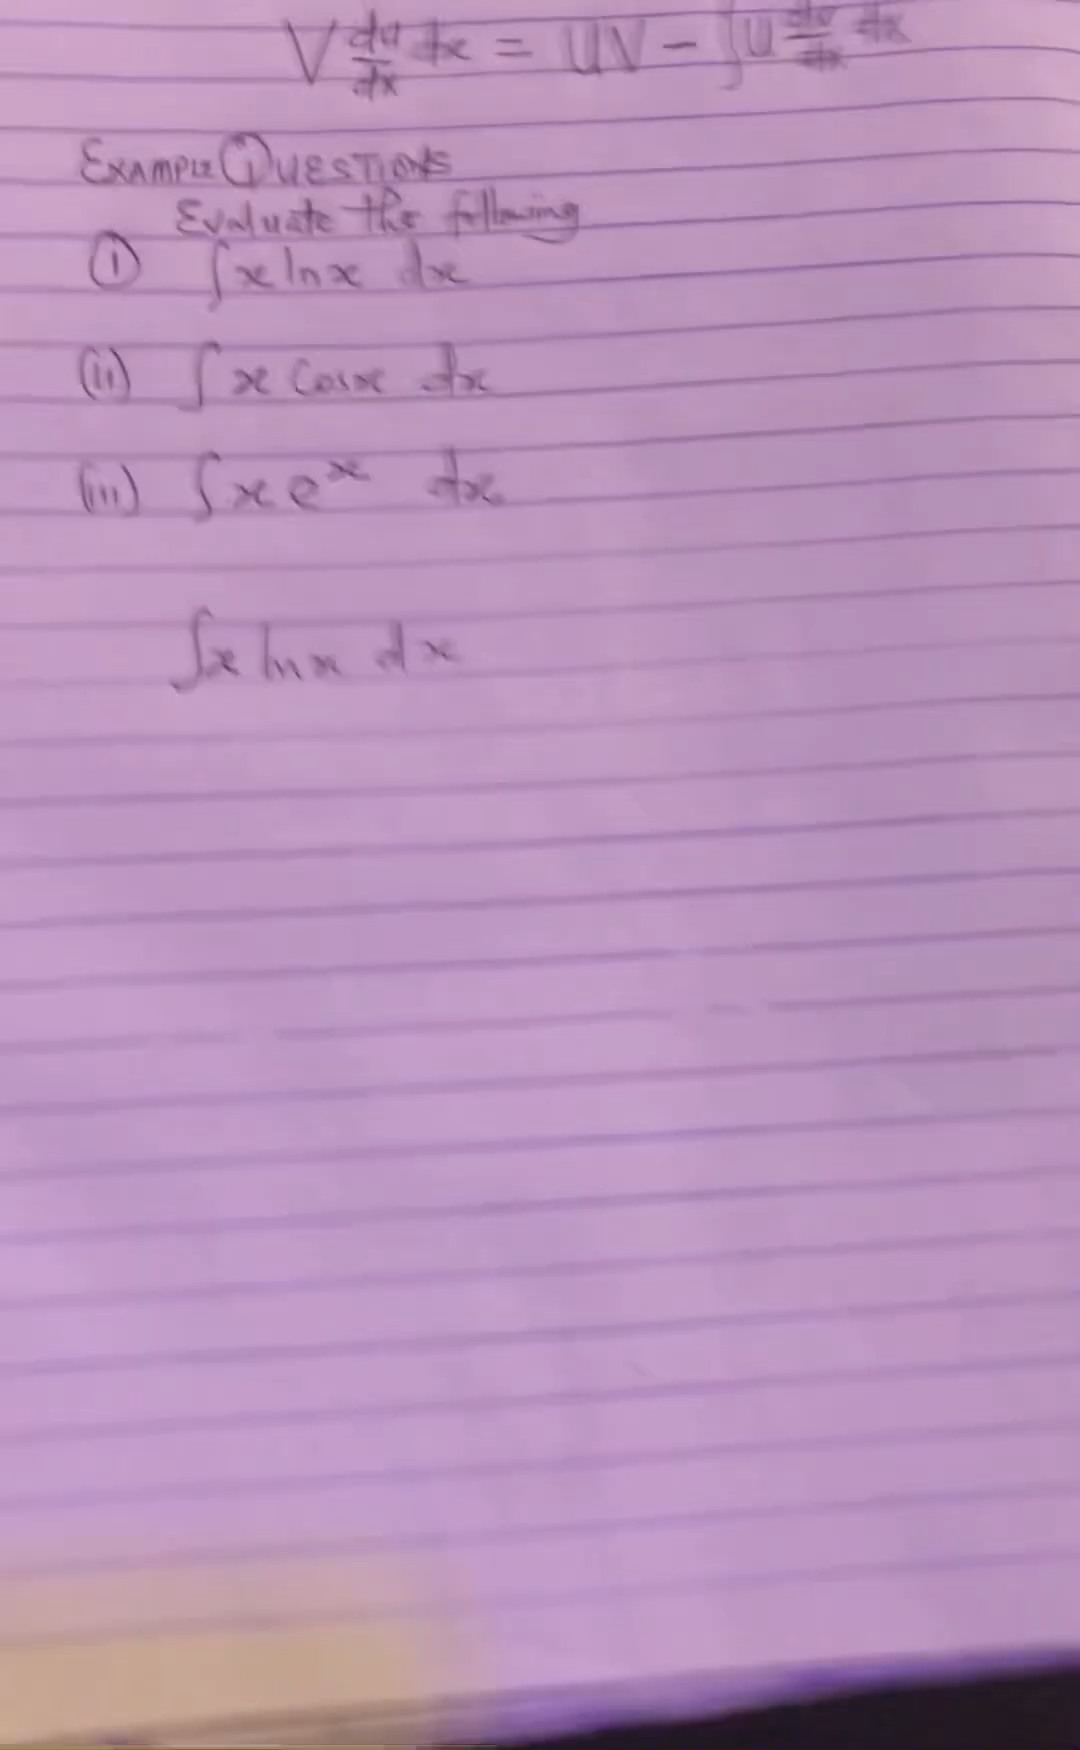 V du/dx dx = UV - ∫U dv/dx dx
EXAMPLE QUESTIONS
Evaluate the following
(i) ∫x lnx dx
(ii) ∫ x Cosx dx
(iii) ∫ x e^x dx
∫x lnx dx